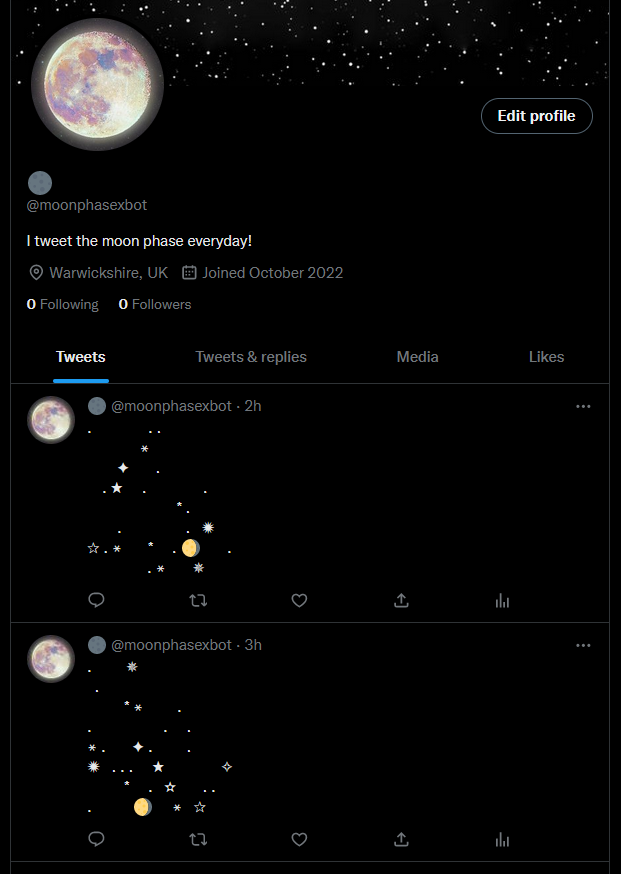 Edit profile
🌑
@moonphasexbot
I tweet the moon phase everyday!
Warwickshire, UK Joined October 2022
0 Following 0 Followers
Tweets Tweets & replies Media Likes
🌑 @moonphasexbot · 2h ···
. . .
⁎
✦ .
. ★ . .
* .
. . ✹
☆ . ⁎ * . 🌖 .
. ⁎ ✵
🌑 @moonphasexbot · 3h ···
. ✵
.
* ⁎ .
. . .
⁎ . ✦ . .
✹ . . . ★ ✧
* . ✫ . .
. 🌖 ⁎ ☆